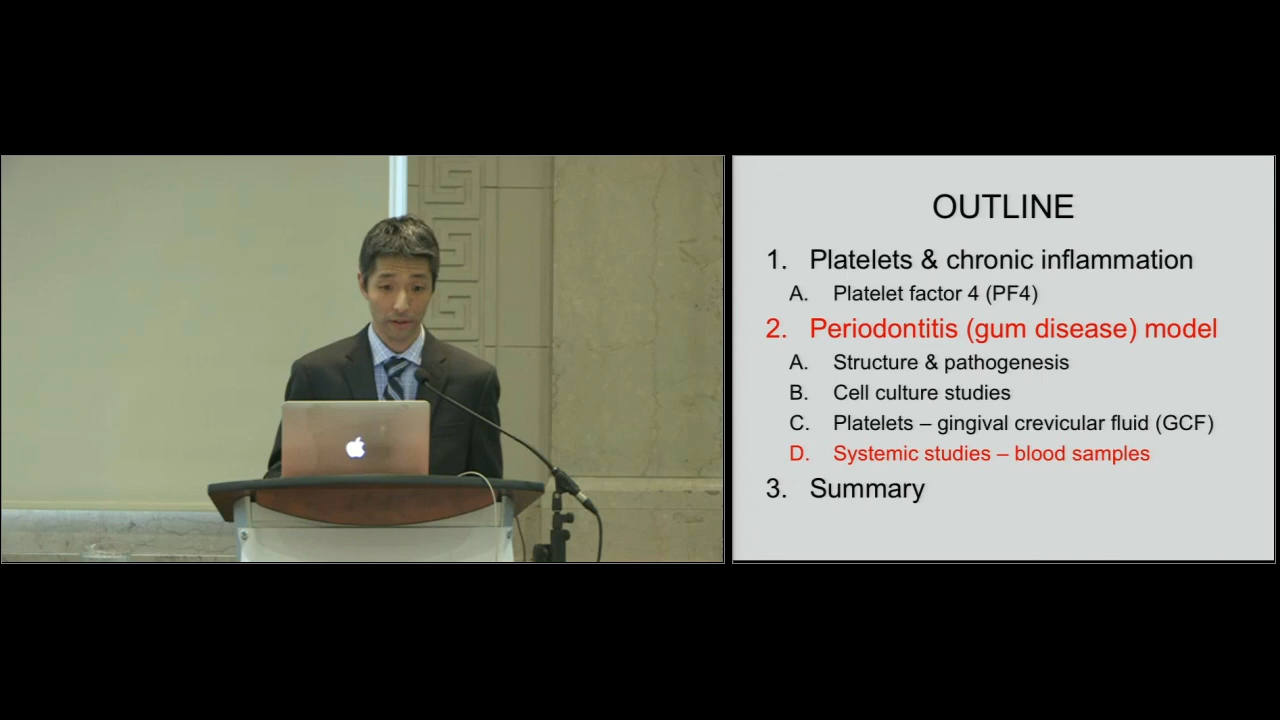 OUTLINE
1. Platelets & chronic inflammation
A. Platelet factor 4 (PF4)
2. Periodontitis (gum disease) model
A. Structure & pathogenesis
B. Cell culture studies
C. Platelets – gingival crevicular fluid (GCF)
D. Systemic studies – blood samples
3. Summary